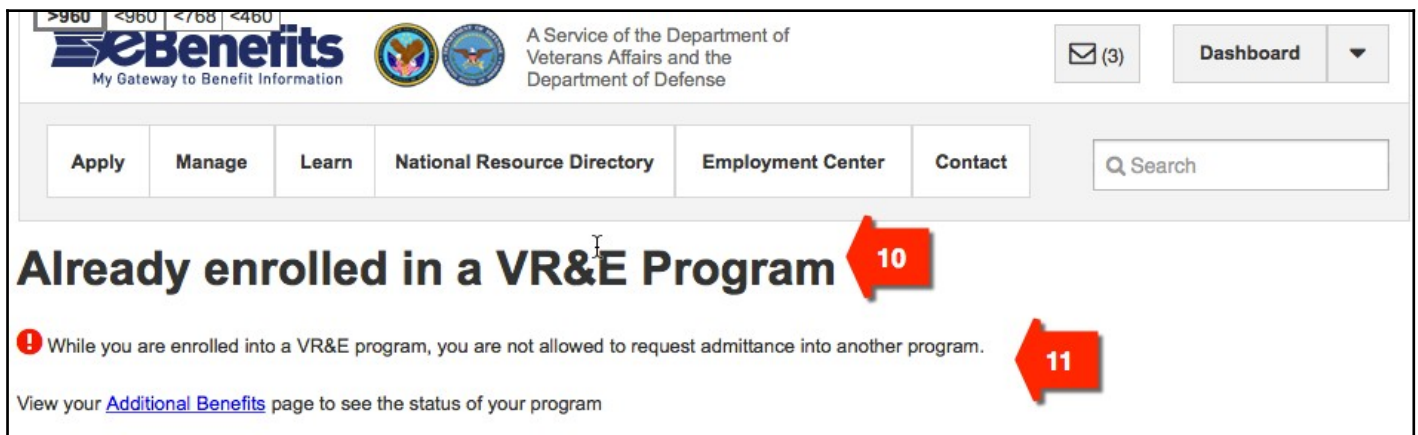 >960 <960 <768 <460
eBenefits
My Gateway to Benefit Information
A Service of the Department of
Veterans Affairs and the
Department of Defense
(3)
Dashboard
Apply Manage Learn National Resource Directory Employment Center Contact
Search
Already enrolled in a VR&E Program
10
While you are enrolled into a VR&E program, you are not allowed to request admittance into another program.
11
View your Additional Benefits page to see the status of your program